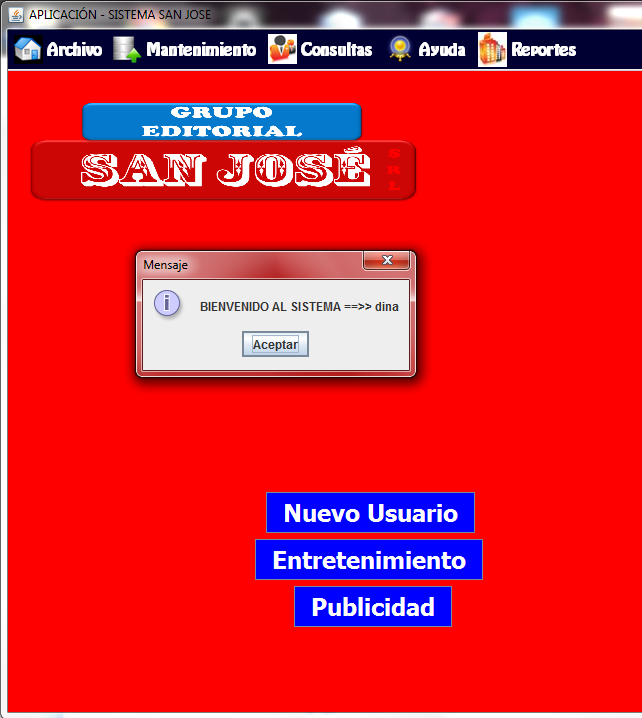 APLICACIÓN - SISTEMA SAN JOSE
Archivo Mantenimiento Consultas Ayuda Reportes
GRUPO
EDITORIAL
SAN JOSÉ SRL
Mensaje
BIENVENIDO AL SISTEMA ==>> dina
Aceptar
Nuevo Usuario
Entretenimiento
Publicidad